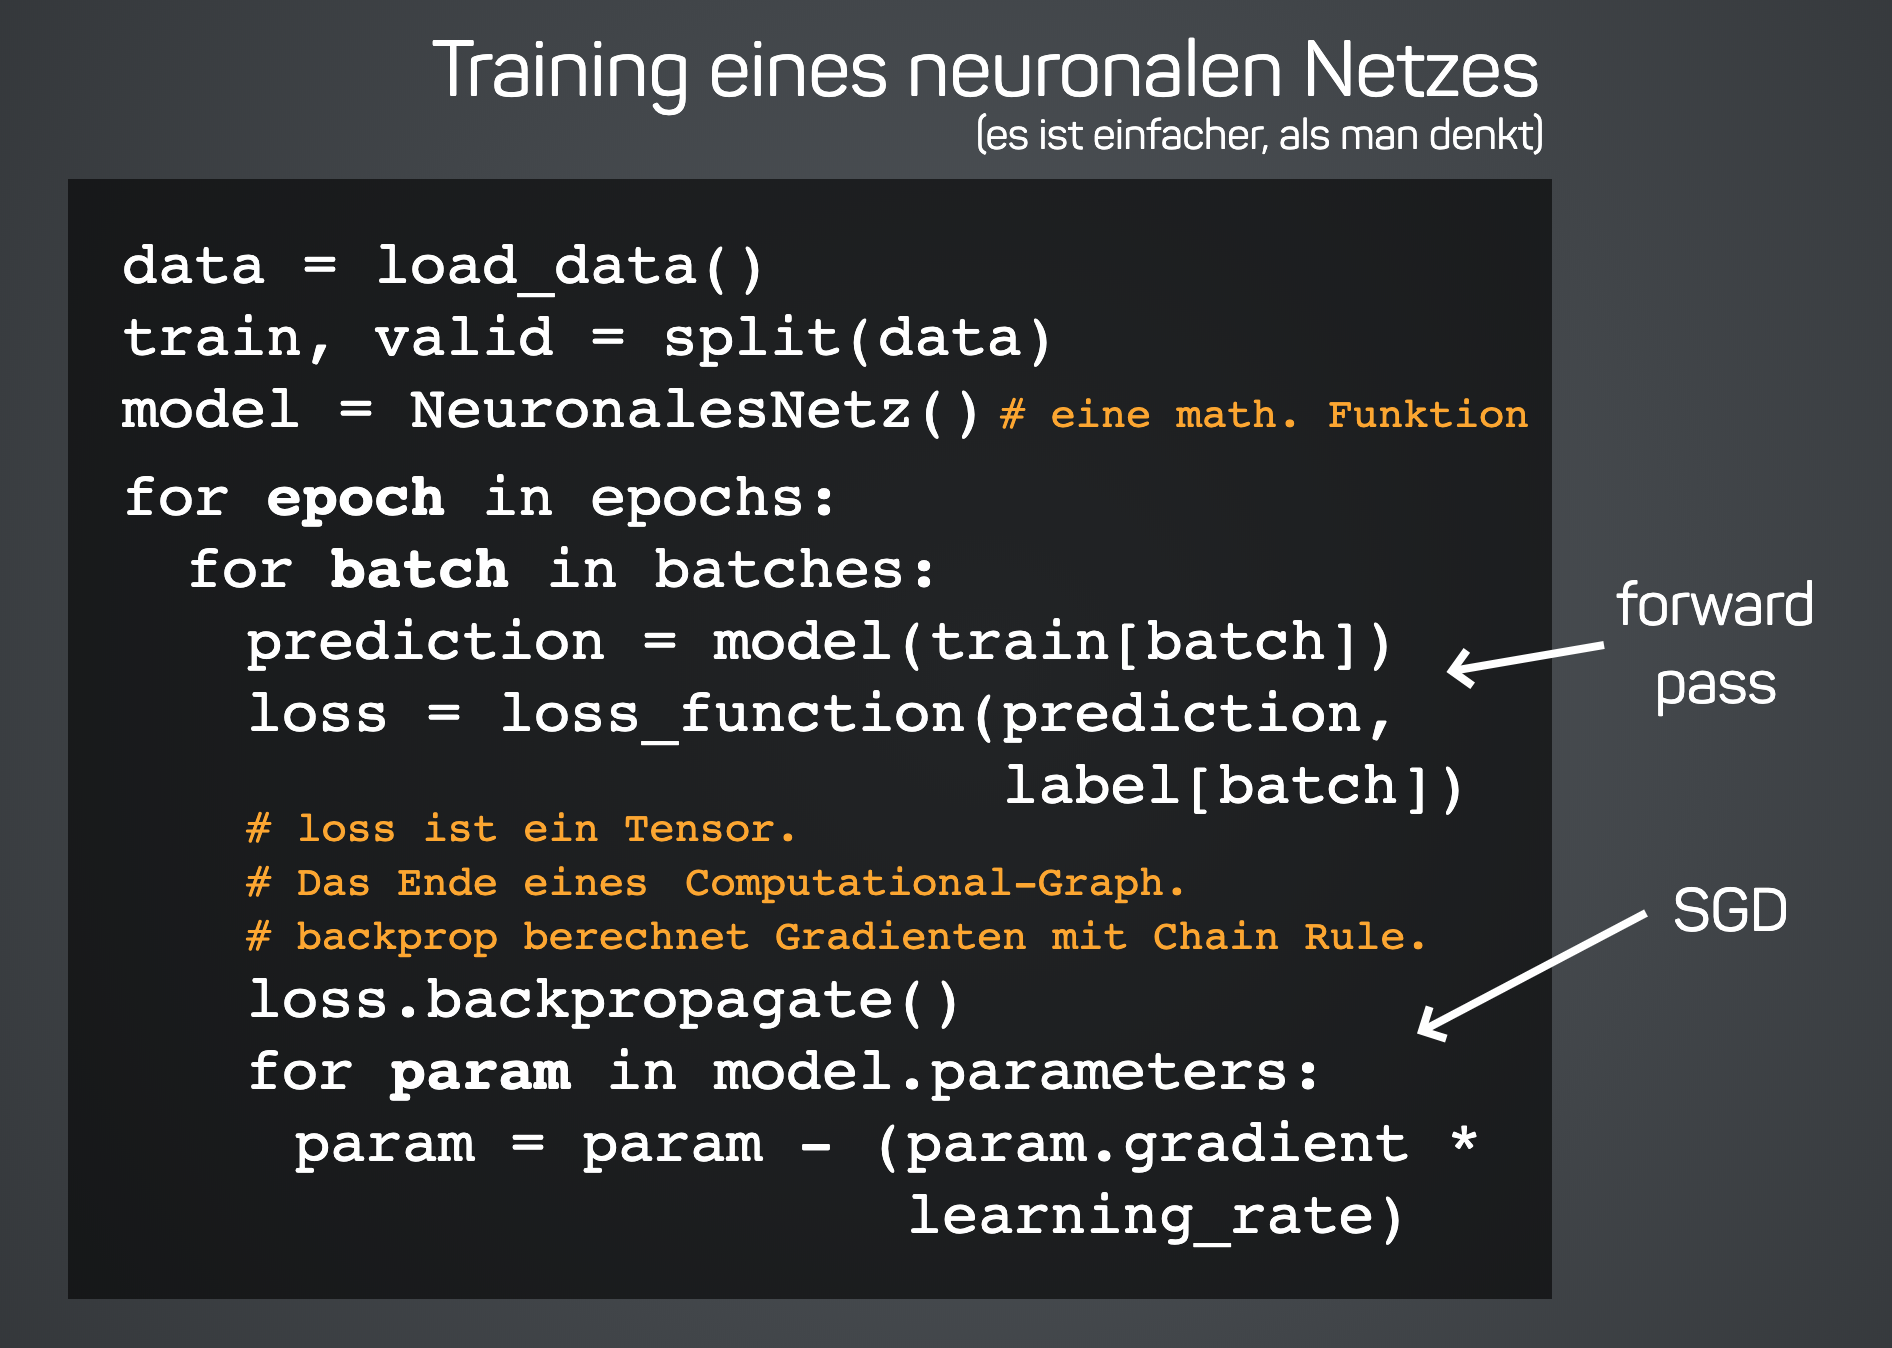 Training eines neuronalen Netzes
(es ist einfacher, als man denkt)
data = load_data()
train, valid = split(data)
model = NeuronalesNetz() # eine math. Funktion
for epoch in epochs:
for batch in batches:
prediction = model(train[batch])
loss = loss_function(prediction,
label[batch])
# loss ist ein Tensor.
# Das Ende eines Computational-Graph.
# backprop berechnet Gradienten mit Chain Rule.
loss.backpropagate()
for param in model.parameters:
param = param - (param.gradient *
learning_rate)
forward
pass
SGD